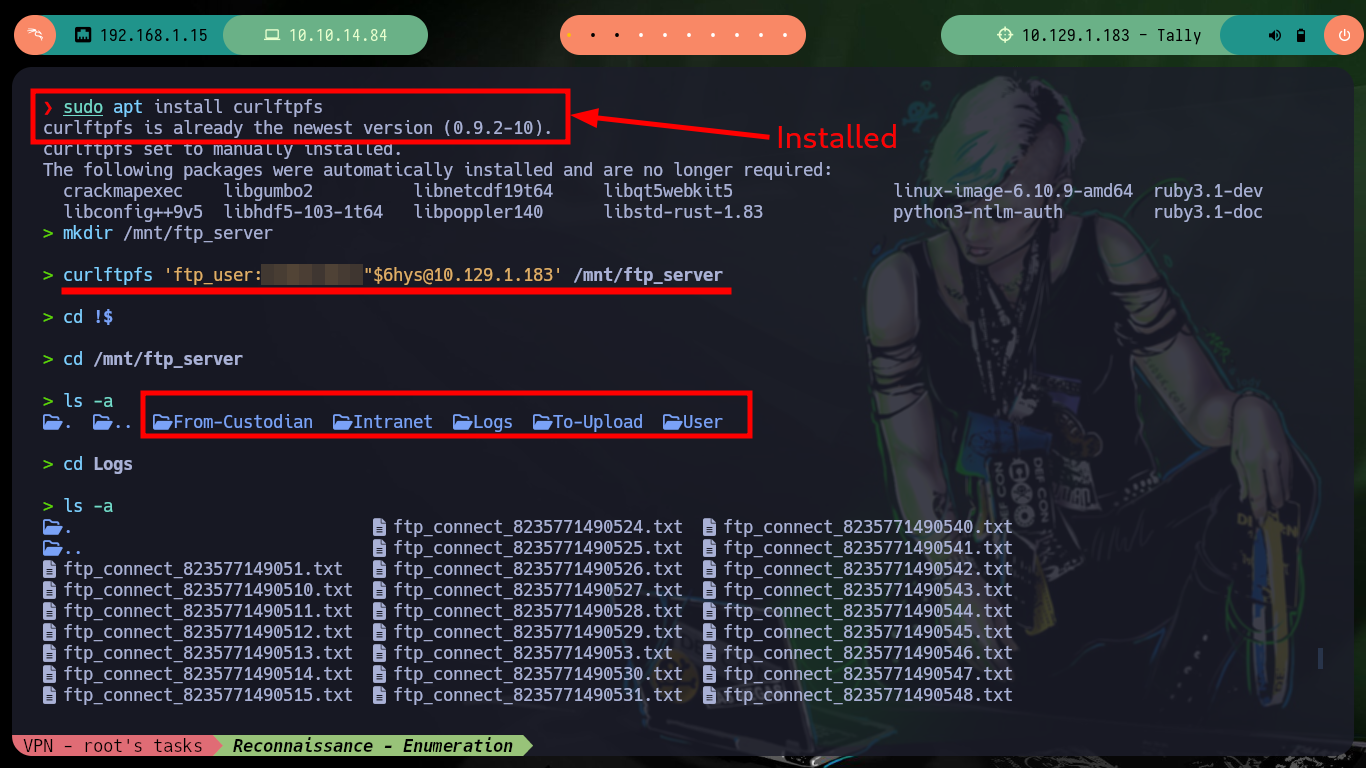 192.168.1.15 10.10.14.84 10.129.1.183 - Tally
❯ sudo apt install curlftpfs
curlftpfs is already the newest version (0.9.2-10).
Installed
curlftpfs set to manually installed.
The following packages were automatically installed and are no longer required:
crackmapexec libgumbo2 libnetcdf19t64 libqt5webkit5 linux-image-6.10.9-amd64 ruby3.1-dev
libconfig++9v5 libhdf5-103-1t64 libpoppler140 libstd-rust-1.83 python3-ntlm-auth ruby3.1-doc
> mkdir /mnt/ftp_server
> curlftpfs 'ftp_user:"$6hys@10.129.1.183' /mnt/ftp_server
> cd !$
> cd /mnt/ftp_server
> ls -a
. .. From-Custodian Intranet Logs To-Upload User
> cd Logs
> ls -a
. ftp_connect_8235771490524.txt ftp_connect_8235771490540.txt
.. ftp_connect_8235771490525.txt ftp_connect_8235771490541.txt
ftp_connect_823577149051.txt ftp_connect_8235771490526.txt ftp_connect_8235771490542.txt
ftp_connect_8235771490510.txt ftp_connect_8235771490527.txt ftp_connect_8235771490543.txt
ftp_connect_8235771490511.txt ftp_connect_8235771490528.txt ftp_connect_8235771490544.txt
ftp_connect_8235771490512.txt ftp_connect_8235771490529.txt ftp_connect_8235771490545.txt
ftp_connect_8235771490513.txt ftp_connect_823577149053.txt ftp_connect_8235771490546.txt
ftp_connect_8235771490514.txt ftp_connect_8235771490530.txt ftp_connect_8235771490547.txt
ftp_connect_8235771490515.txt ftp_connect_8235771490531.txt ftp_connect_8235771490548.txt
DEF CON
DEF CON
VPN - root's tasks Reconnaissance - Enumeration